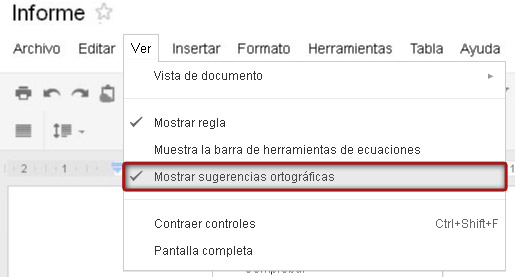 Informe
Archivo Editar Ver Insertar Formato Herramientas Tabla Ayuda
Vista de documento
Mostrar regla
Muestra la barra de herramientas de ecuaciones
2 1
Mostrar sugerencias ortográficas
Contraer controles Ctrl+Shift+F
Pantalla completa